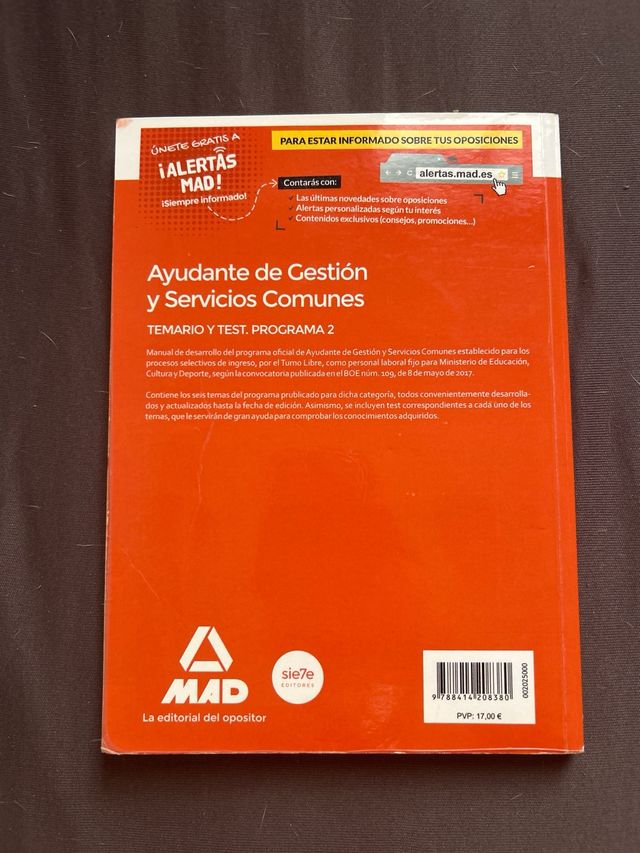 ÚNETE GRATIS A
¡ALERTAS
MAD!
¡Siempre informado!
PARA ESTAR INFORMADO SOBRE TUS OPOSICIONES
alertas.mad.es
Contarás con:
Las últimas novedades sobre oposiciones
Alertas personalizadas según tu interés
Contenidos exclusivos (consejos, promociones...)
Ayudante de Gestión
y Servicios Comunes
TEMARIO Y TEST. PROGRAMA 2
Manual de desarrollo del programa oficial de Ayudante de Gestión y Servicios Comunes establecido para los
procesos selectivos de ingreso, por el Turno Libre, como personal laboral fijo para Ministerio de Educación,
Cultura y Deporte, según la convocatoria publicada en el BOE núm. 109, de 8 de mayo de 2017.
Contiene los seis temas del programa prublicado para dicha categoría, todos convenientemente desarrolla-
dos y actualizados hasta la fecha de edición. Asimismo, se incluyen test correspondientes a cada uno de los
temas, que le servirán de gran ayuda para comprobar los conocimientos adquiridos.
MAD
La editorial del opositor
sie7e
EDITORES
9 788414 208380
002025000
PVP: 17,00 €